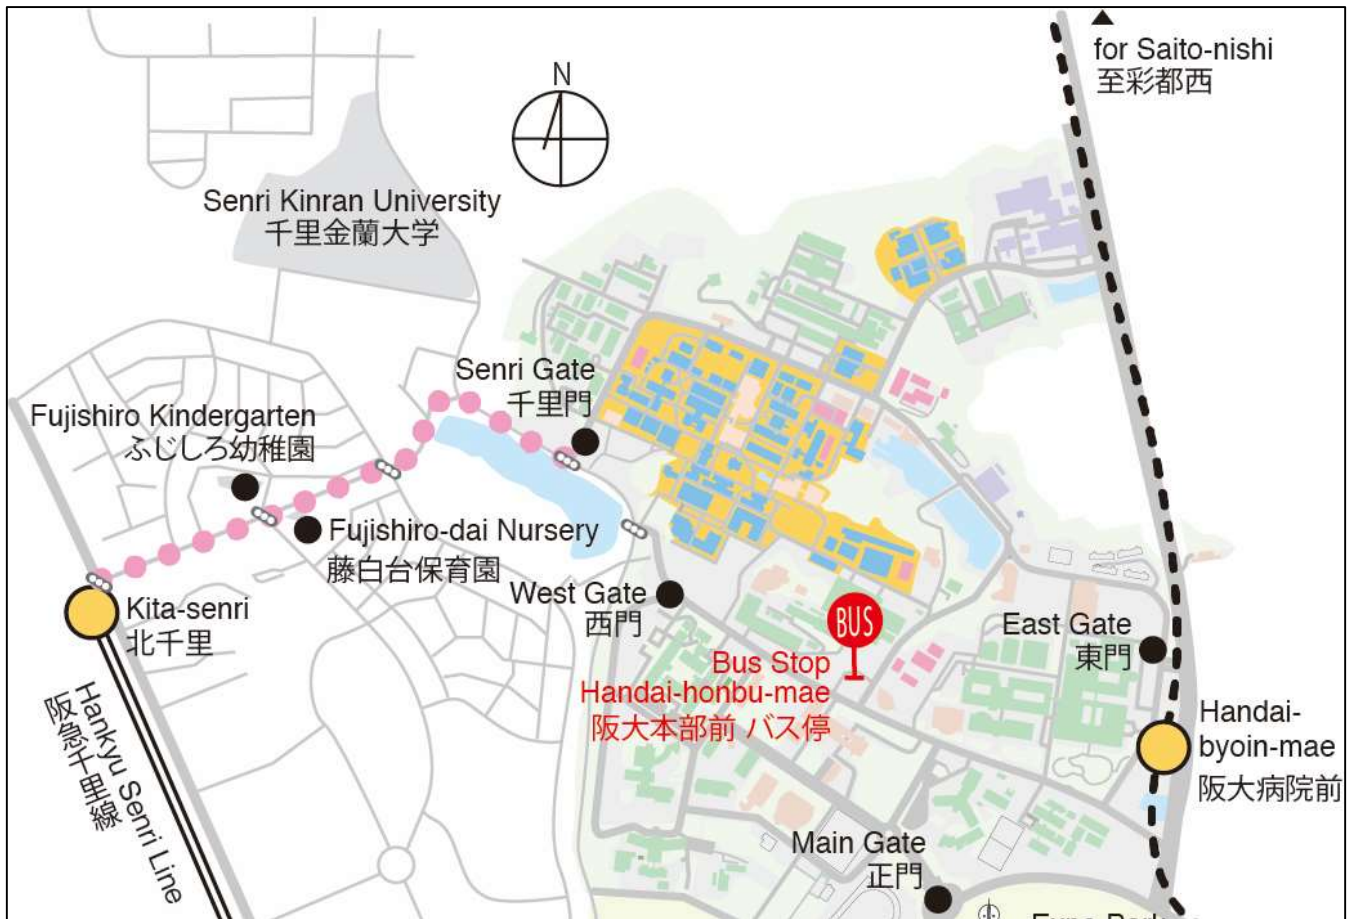 for Saito-nishi
至彩都西
N
Senri Kinran University
千里金蘭大学
Senri Gate
千里門
Fujishiro Kindergarten
ふじしろ幼稚園
Fujishiro-dai Nursery
藤白台保育園
West Gate
西門
Kita-senri
北千里
BUS
Bus Stop
Handai-honbu-mae
阪大本部前 バス停
East Gate
東門
Handai-
byoin-mae
阪大病院前
Hankyu Senri Line
阪急千里線
Main Gate
正門